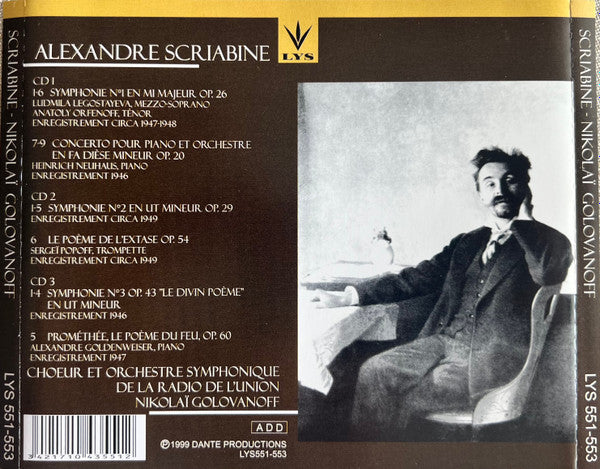 SCRIABINE - NIKOLAÏ GOLOVANOFF
LYS 551-553
ALEXANDRE SCRIABINE
LYS
CD 1
1-6 SYMPHONIE N°1 EN MI MAJEUR OP. 26
LUDMILA LEGOSTAYEVA, MEZZO-SOPRANO
ANATOLY ORFENOFF, TÉNOR
ENREGISTREMENT CIRCA 1947-1948
7-9 CONCERTO POUR PIANO ET ORCHESTRE
EN FA DIÈSE MINEUR OP. 20
HEINRICH NEUHAUS, PIANO
ENREGISTREMENT 1946
CD 2
1-5 SYMPHONIE N°2 EN UT MINEUR OP. 29
ENREGISTREMENT CIRCA 1949
6 LE POÈME DE L'EXTASE OP. 54
SERGEÏ POPOFF, TROMPETTE
ENREGISTREMENT CIRCA 1949
CD 3
1-4 SYMPHONIE N°3 OP. 43 "LE DIVIN POÈME"
EN UT MINEUR
ENREGISTREMENT 1946
5 PROMÉTHÉE, LE POÈME DU FEU, OP. 60
ALEXANDRE GOLDENWEISER, PIANO
ENREGISTREMENT 1947
CHOEUR ET ORCHESTRE SYMPHONIQUE
DE LA RADIO DE L'UNION
NIKOLAÏ GOLOVANOFF
3 421710 435512
ADD
℗1999 DANTE PRODUCTIONS
LYS551-553
SCRIABINE - NIKOLAÏ GOLOVANOFF
LYS 551-553